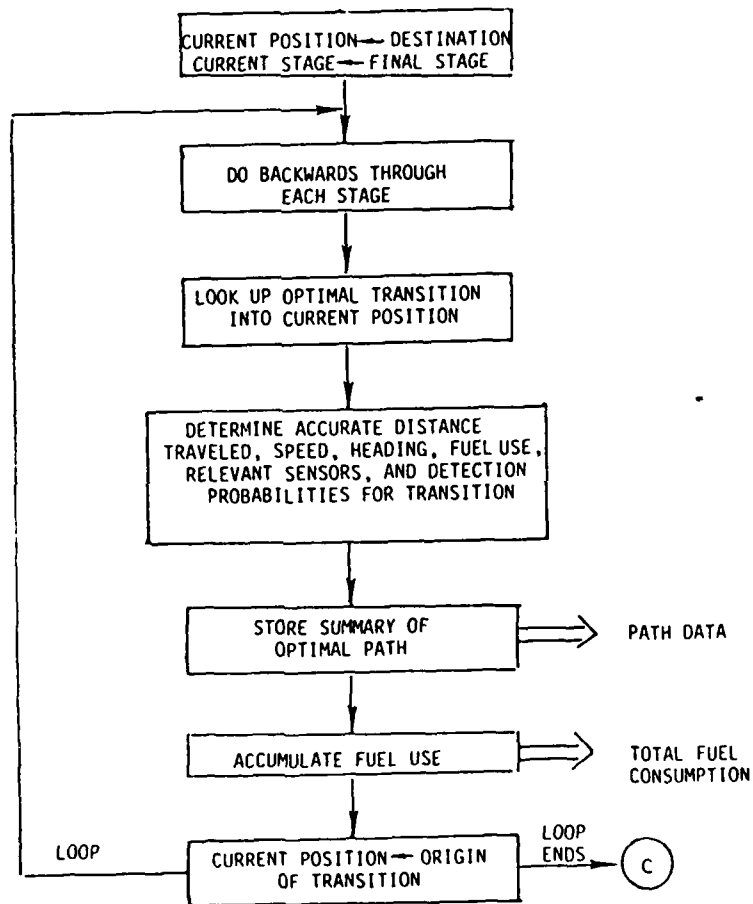 CURRENT POSITION ← DESTINATION
CURRENT STAGE ← FINAL STAGE
DO BACKWARDS THROUGH
EACH STAGE
LOOK UP OPTIMAL TRANSITION
INTO CURRENT POSITION
DETERMINE ACCURATE DISTANCE
TRAVELED, SPEED, HEADING, FUEL USE,
RELEVANT SENSORS, AND DETECTION
PROBABILITIES FOR TRANSITION
STORE SUMMARY OF
OPTIMAL PATH
PATH DATA
ACCUMULATE FUEL USE
TOTAL FUEL
CONSUMPTION
LOOP
CURRENT POSITION ← ORIGIN
OF TRANSITION
LOOP
ENDS
C